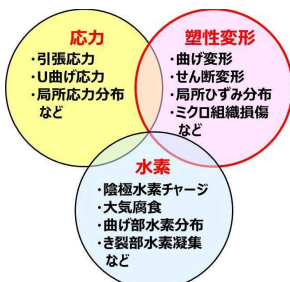 応力
・引張応力
・U曲げ応力
・局所応力分布
など
塑性変形
・曲げ変形
・せん断変形
・局所ひずみ分布
・ミクロ組織損傷
など
水素
・陰極水素チャージ
・大気腐食
・曲げ部水素分布
・き裂部水素凝集
など